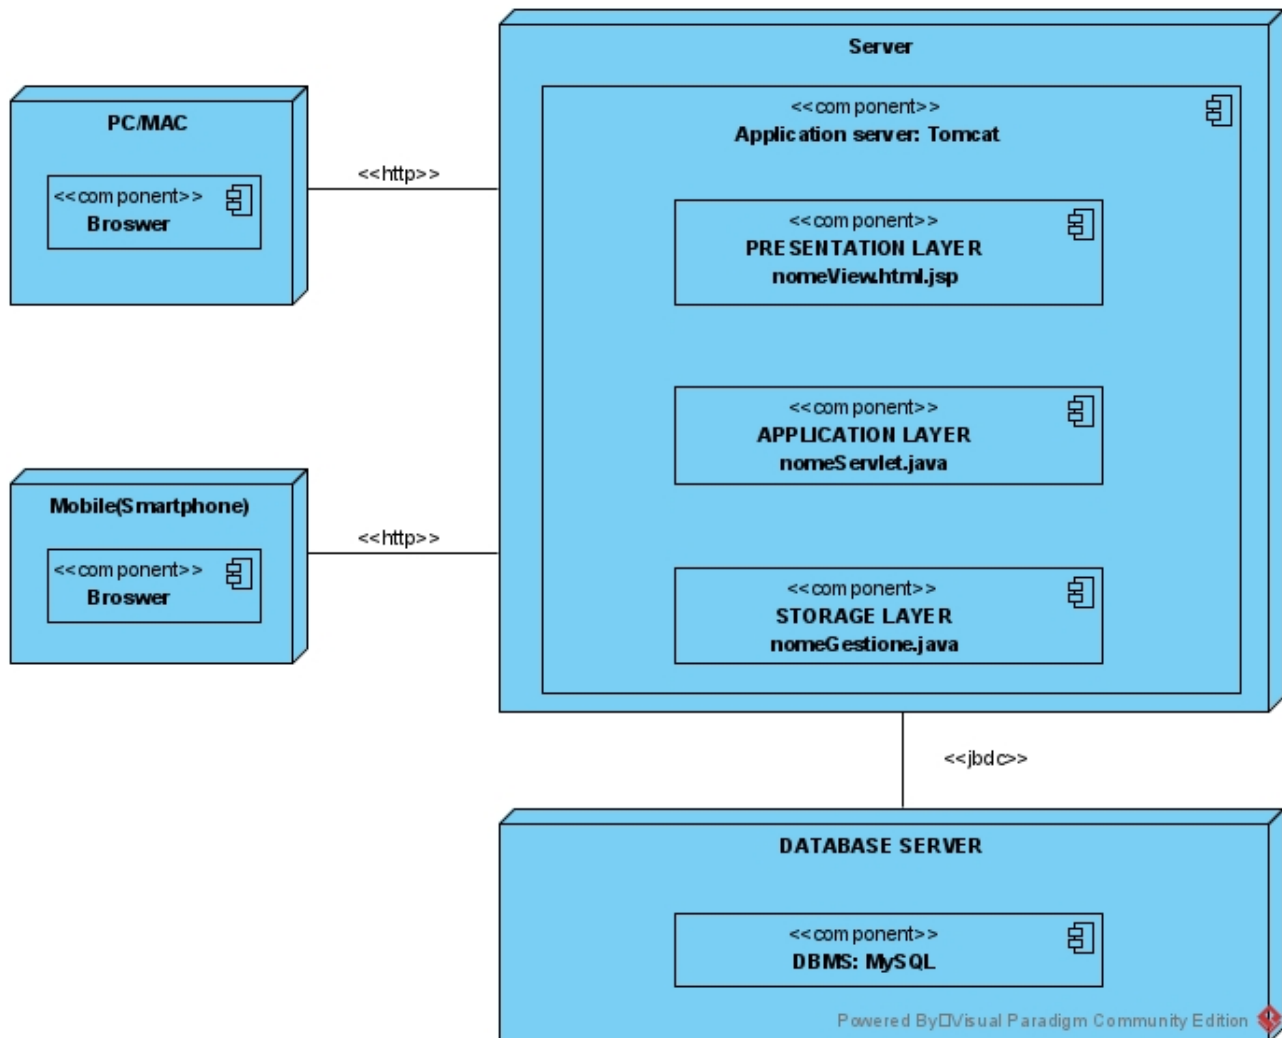 PC/MAC
<<component>>
Broswer
<<http>>
Mobile(Smartphone)
<<component>>
Broswer
<<http>>
Server
<<component>>
Application server: Tomcat
<<component>>
PRESENTATION LAYER
nomeView.html.jsp
<<component>>
APPLICATION LAYER
nomeServlet.java
<<component>>
STORAGE LAYER
nomeGestione.java
<<jbdc>>
DATABASE SERVER
<<component>>
DBMS: MySQL
Powered By□Visual Paradigm Community Edition